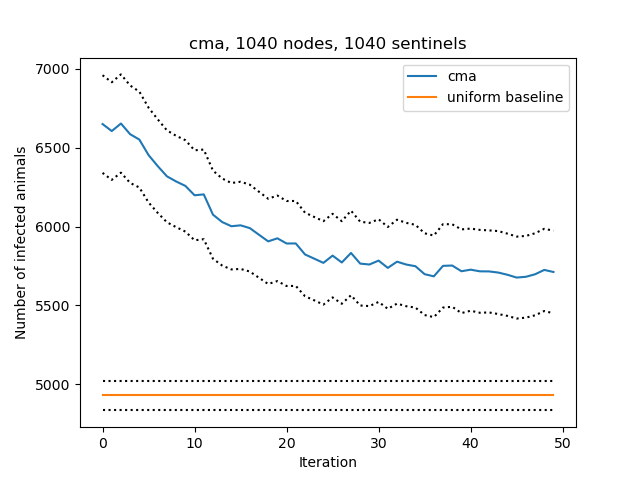 cma, 1040 nodes, 1040 sentinels
cma
uniform baseline
Number of infected animals
7000
6500
6000
5500
5000
0 10 20 30 40 50
Iteration